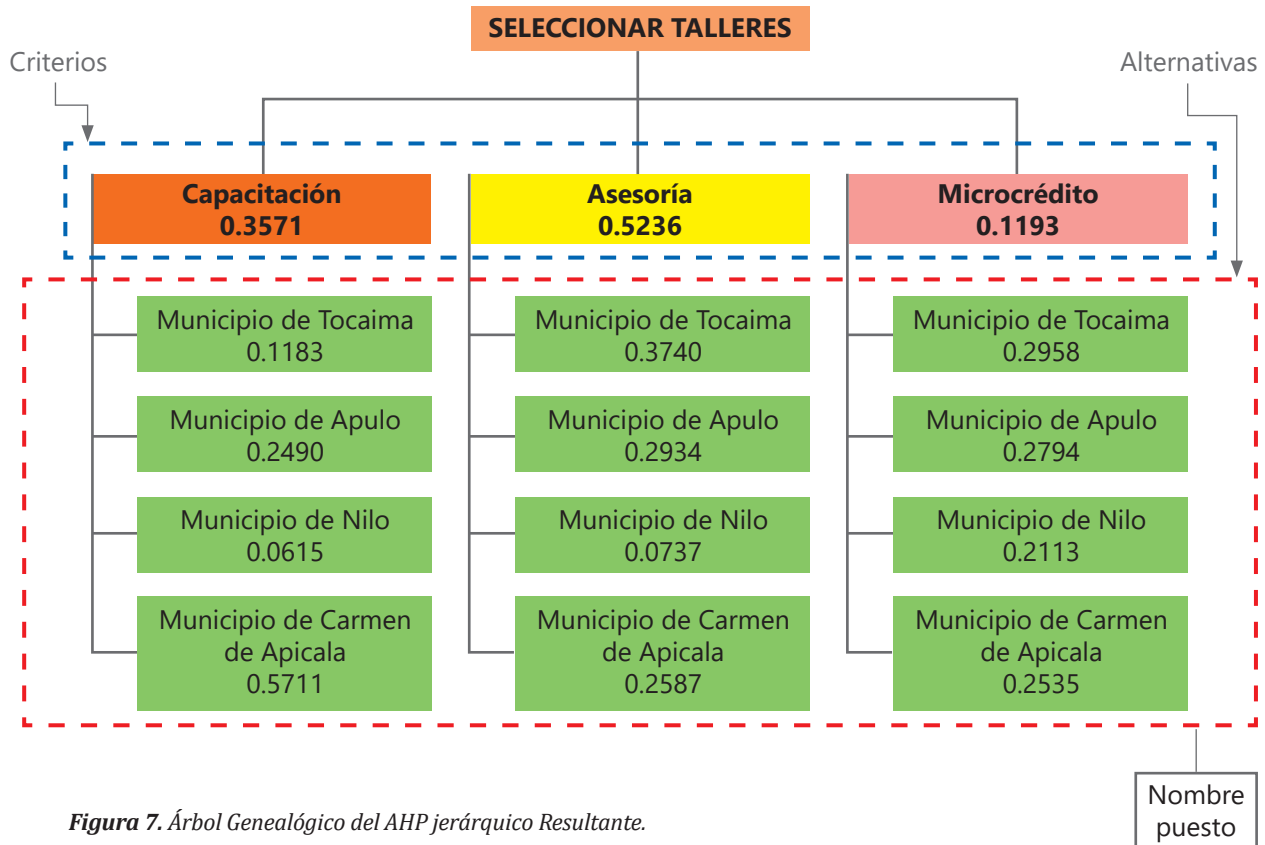 SELECCIONAR TALLERES
Criterios
Alternativas
Capacitación
0.3571
Asesoría
0.5236
Microcrédito
0.1193
Municipio de Tocaima
0.1183
Municipio de Tocaima
0.3740
Municipio de Tocaima
0.2958
Municipio de Apulo
0.2490
Municipio de Apulo
0.2934
Municipio de Apulo
0.2794
Municipio de Nilo
0.0615
Municipio de Nilo
0.0737
Municipio de Nilo
0.2113
Municipio de Carmen
de Apicala
0.5711
Municipio de Carmen
de Apicala
0.2587
Municipio de Carmen
de Apicala
0.2535
Nombre
puesto
Figura 7. Árbol Genealógico del AHP jerárquico Resultante.